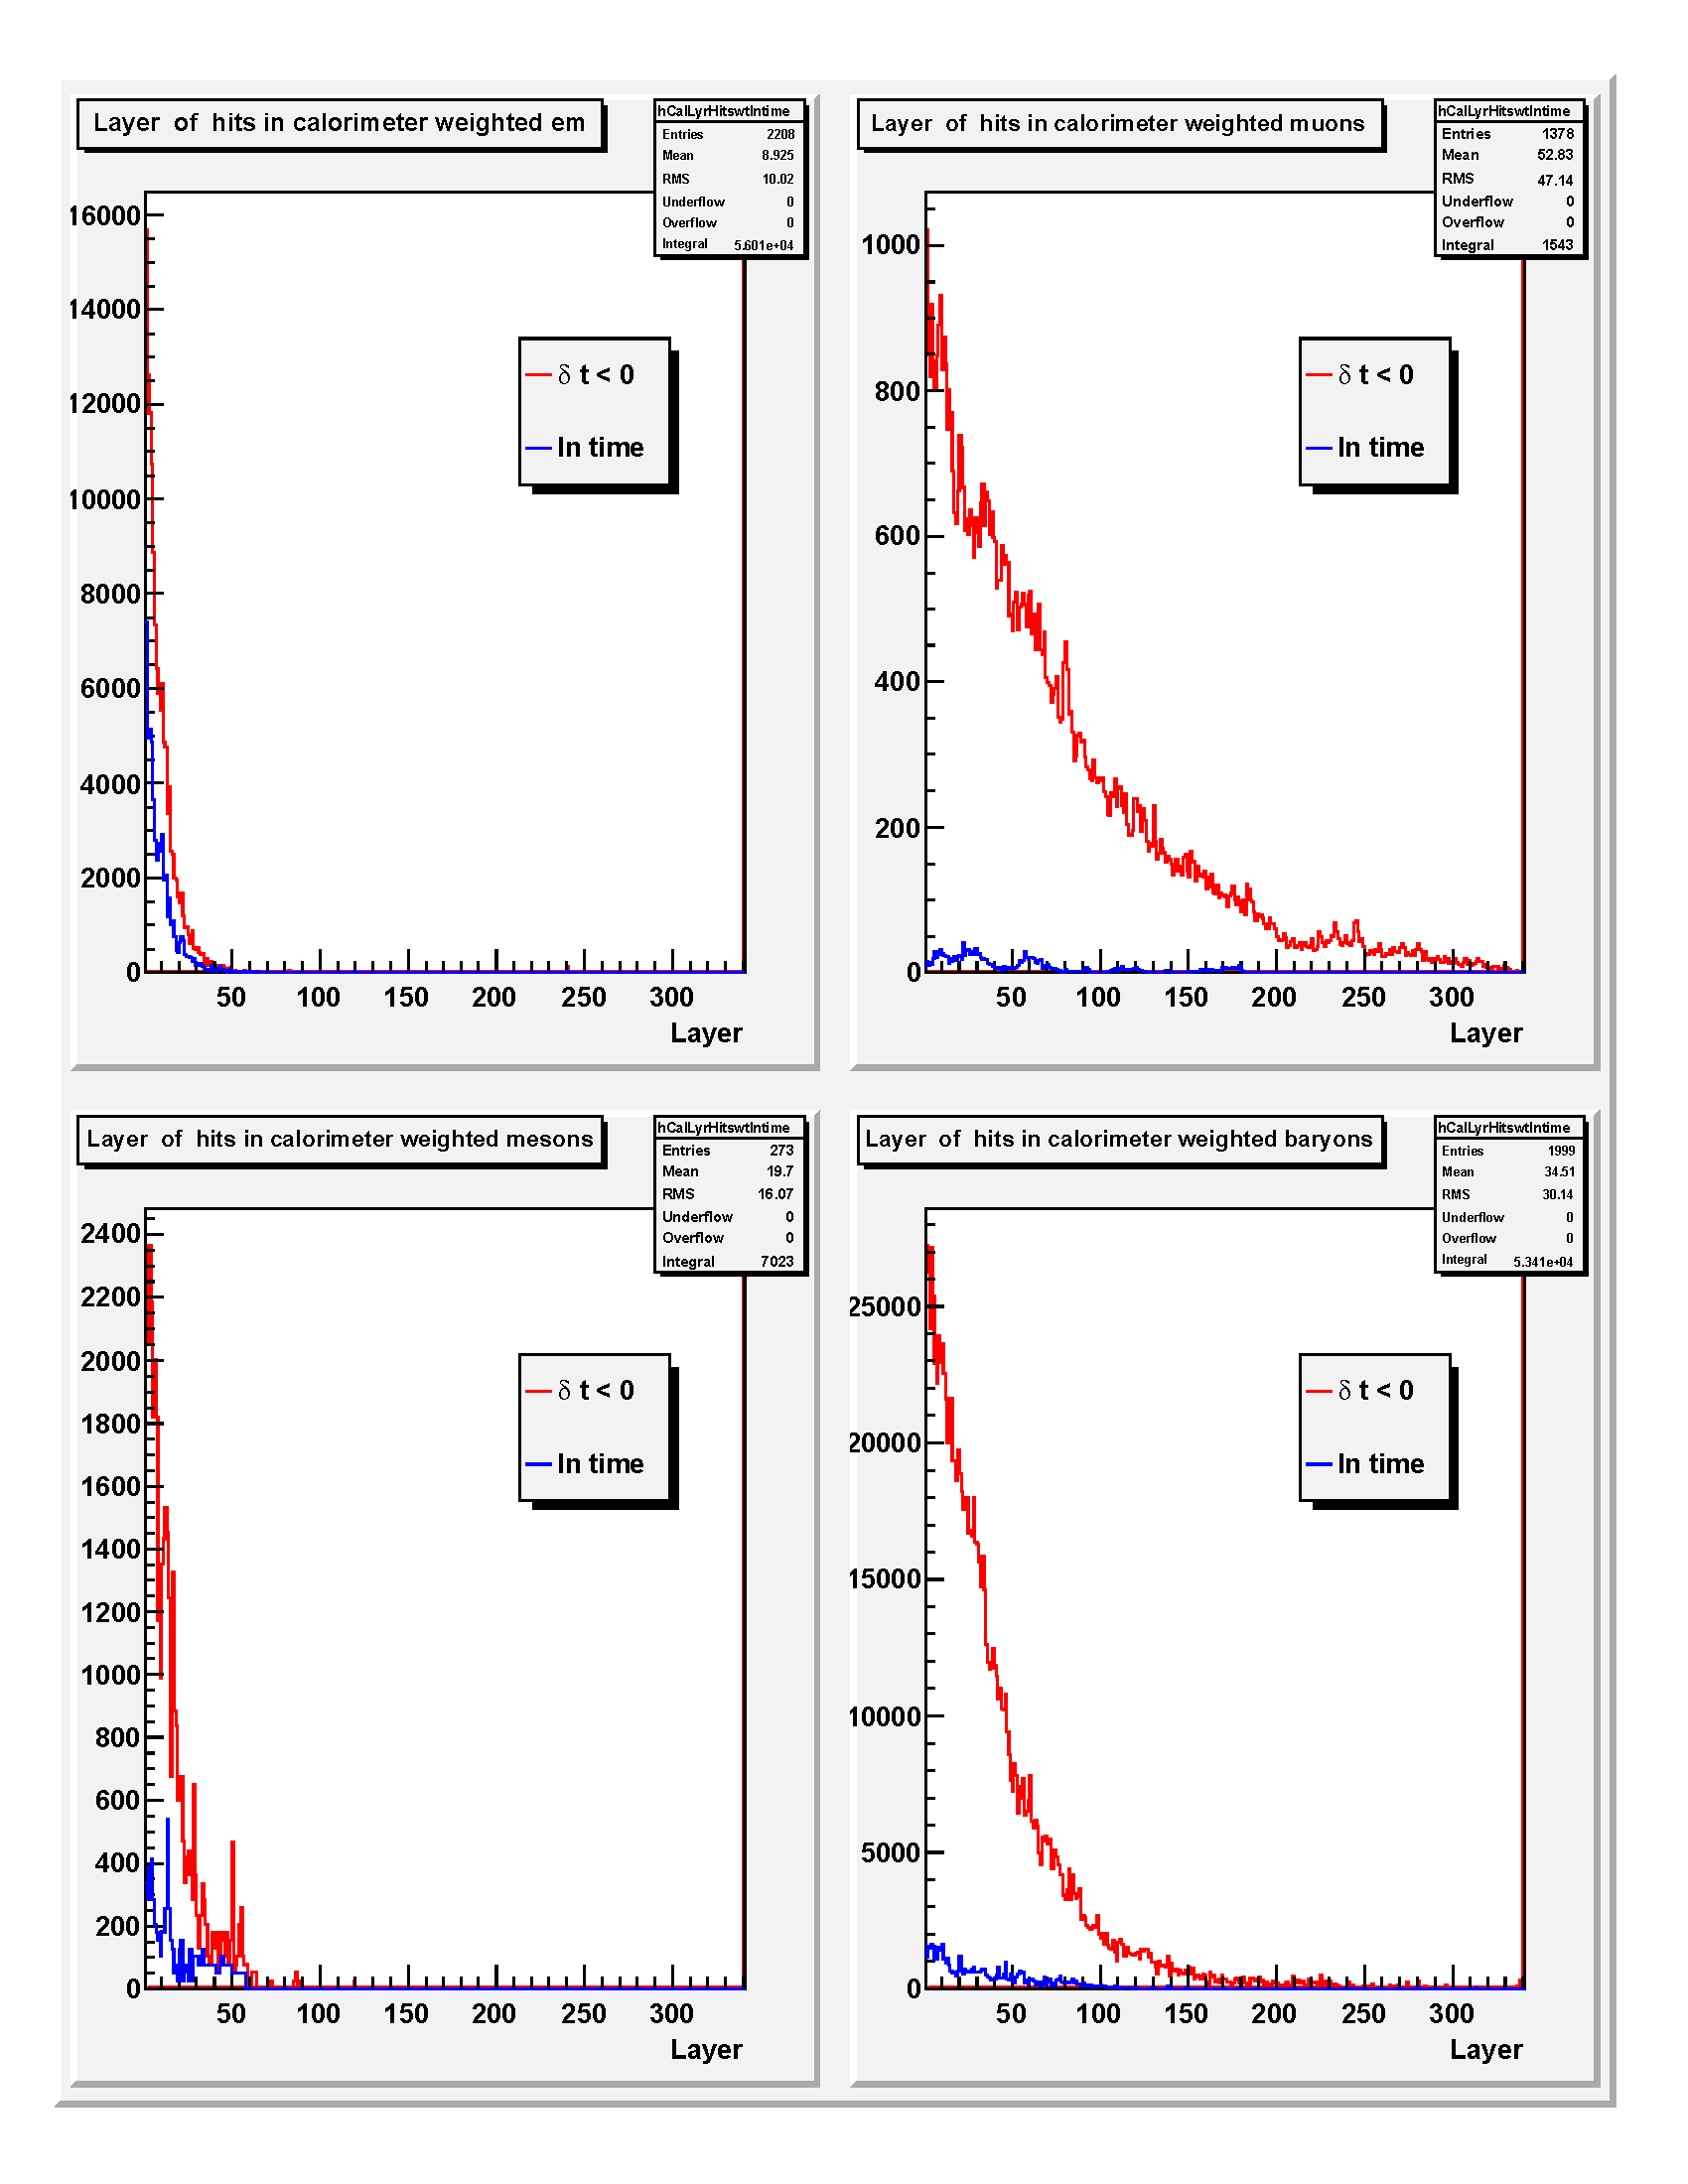 Layer of hits in calorimeter weighted em
hCalLyrHitswtIntime
Entries 2208
Mean 8.925
RMS 10.02
Underflow 0
Overflow 0
Integral 5.601e+04
16000
14000
12000
10000
8000
6000
4000
2000
0
δ t < 0
In time
50 100 150 200 250 300
Layer
Layer of hits in calorimeter weighted muons
hCalLyrHitswtIntime
Entries 1378
Mean 52.83
RMS 47.14
Underflow 0
Overflow 0
Integral 1543
1000
800
600
400
200
0
δ t < 0
In time
50 100 150 200 250 300
Layer
Layer of hits in calorimeter weighted mesons
hCalLyrHitswtIntime
Entries 273
Mean 19.7
RMS 16.07
Underflow 0
Overflow 0
Integral 7023
2400
2200
2000
1800
1600
1400
1200
1000
800
600
400
200
0
δ t < 0
In time
50 100 150 200 250 300
Layer
Layer of hits in calorimeter weighted baryons
hCalLyrHitswtIntime
Entries 1999
Mean 34.51
RMS 30.14
Underflow 0
Overflow 0
Integral 5.341e+04
25000
20000
15000
10000
5000
0
δ t < 0
In time
50 100 150 200 250 300
Layer